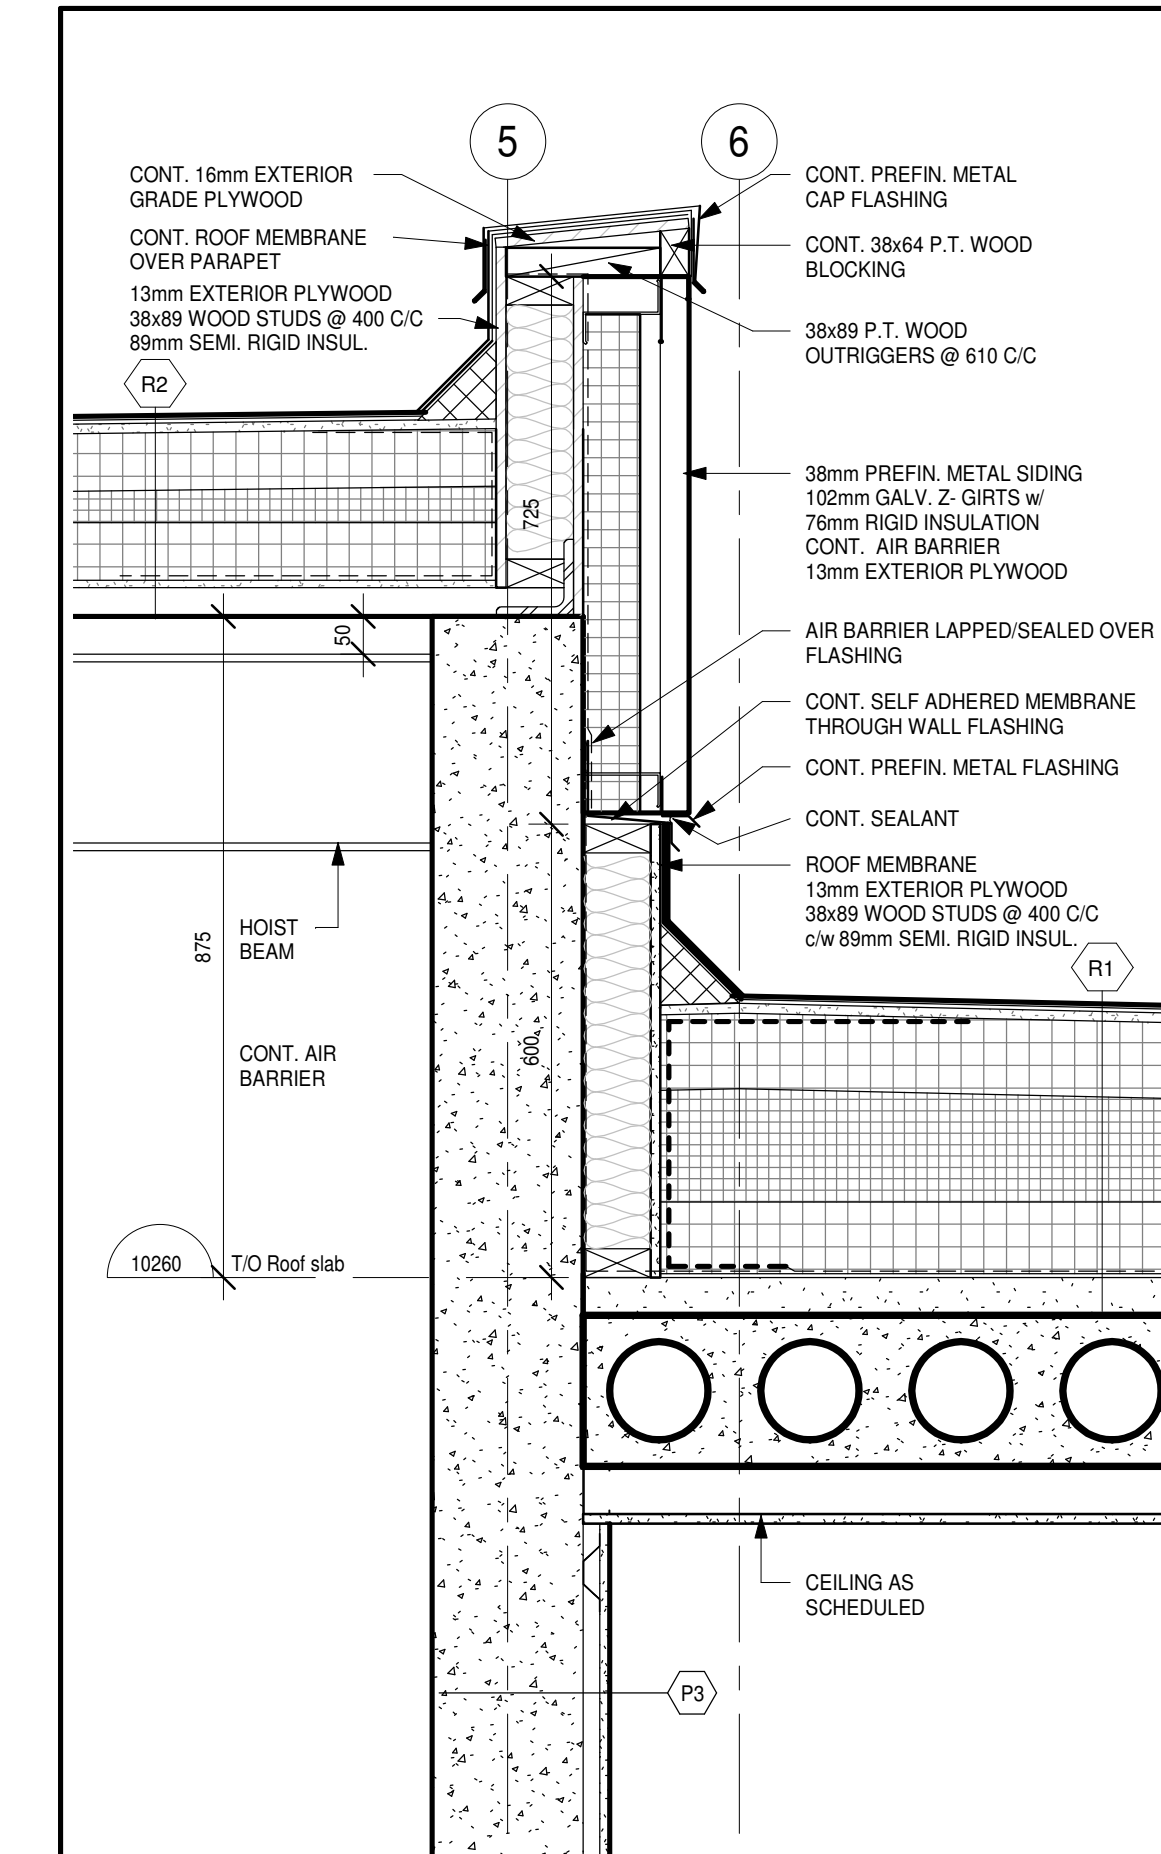 5
6
CONT. 16mm EXTERIOR
GRADE PLYWOOD
CONT. ROOF MEMBRANE
OVER PARAPET
13mm EXTERIOR PLYWOOD
38x89 WOOD STUDS @ 400 C/C
89mm SEMI. RIGID INSUL.
R2
CONT. PREFIN. METAL
CAP FLASHING
CONT. 38x64 P.T. WOOD
BLOCKING
38x89 P.T. WOOD
OUTRIGGERS @ 610 C/C
38mm PREFIN. METAL SIDING
102mm GALV. Z- GIRTS w/
76mm RIGID INSULATION
CONT. AIR BARRIER
13mm EXTERIOR PLYWOOD
725
50
AIR BARRIER LAPPED/SEALED OVER
FLASHING
CONT. SELF ADHERED MEMBRANE
THROUGH WALL FLASHING
CONT. PREFIN. METAL FLASHING
CONT. SEALANT
ROOF MEMBRANE
13mm EXTERIOR PLYWOOD
38x89 WOOD STUDS @ 400 C/C
c/w 89mm SEMI. RIGID INSUL.
R1
HOIST
BEAM
875
CONT. AIR
BARRIER
600
10260
T/O Roof slab
CEILING AS
SCHEDULED
P3